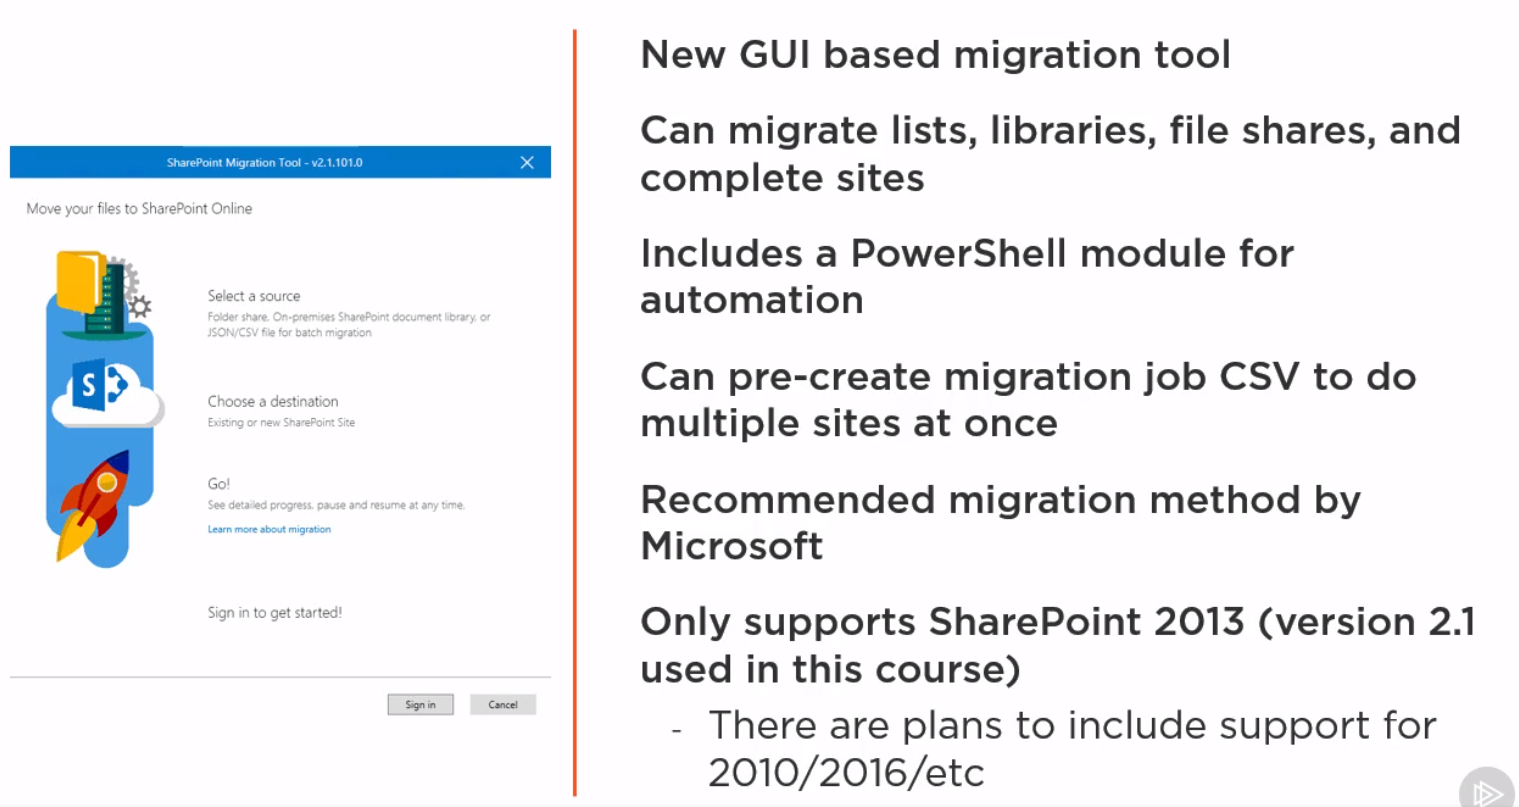 SharePoint Migration Tool - v2.1.101.0
Move your files to SharePoint Online
Select a source
Folder share, On-premises SharePoint document library, or
JSON/CSV file for batch migration
S
Choose a destination
Existing or new SharePoint Site
Go!
See detailed progress, pause and resume at any time.
Learn more about migration
Sign in to get started!
Sign in
Cancel
New GUI based migration tool
Can migrate lists, libraries, file shares, and
complete sites
Includes a PowerShell module for
automation
Can pre-create migration job CSV to do
multiple sites at once
Recommended migration method by
Microsoft
Only supports SharePoint 2013 (version 2.1
used in this course)
- There are plans to include support for
2010/2016/etc